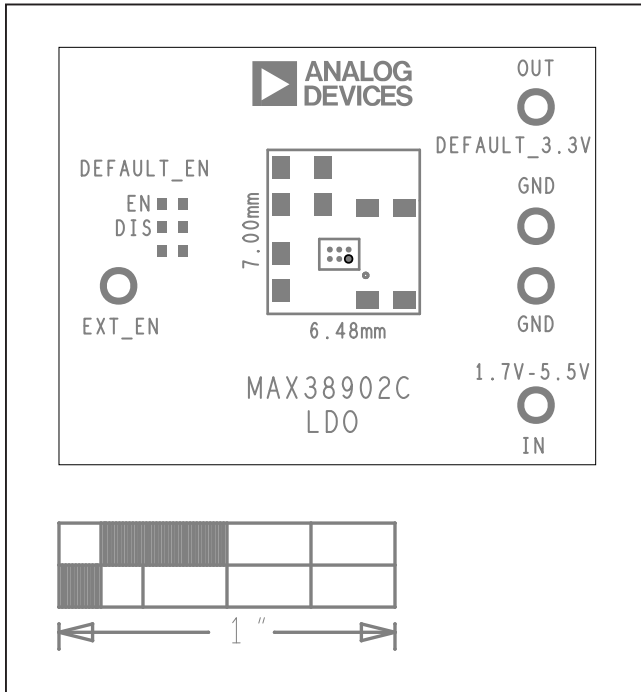 ANALOG
DEVICES
OUT
DEFAULT_3.3V
DEFAULT_EN
EN
DIS
GND
7.00mm
EXT_EN
6.48mm
GND
1.7V-5.5V
MAX38902C
LDO
IN
1 "